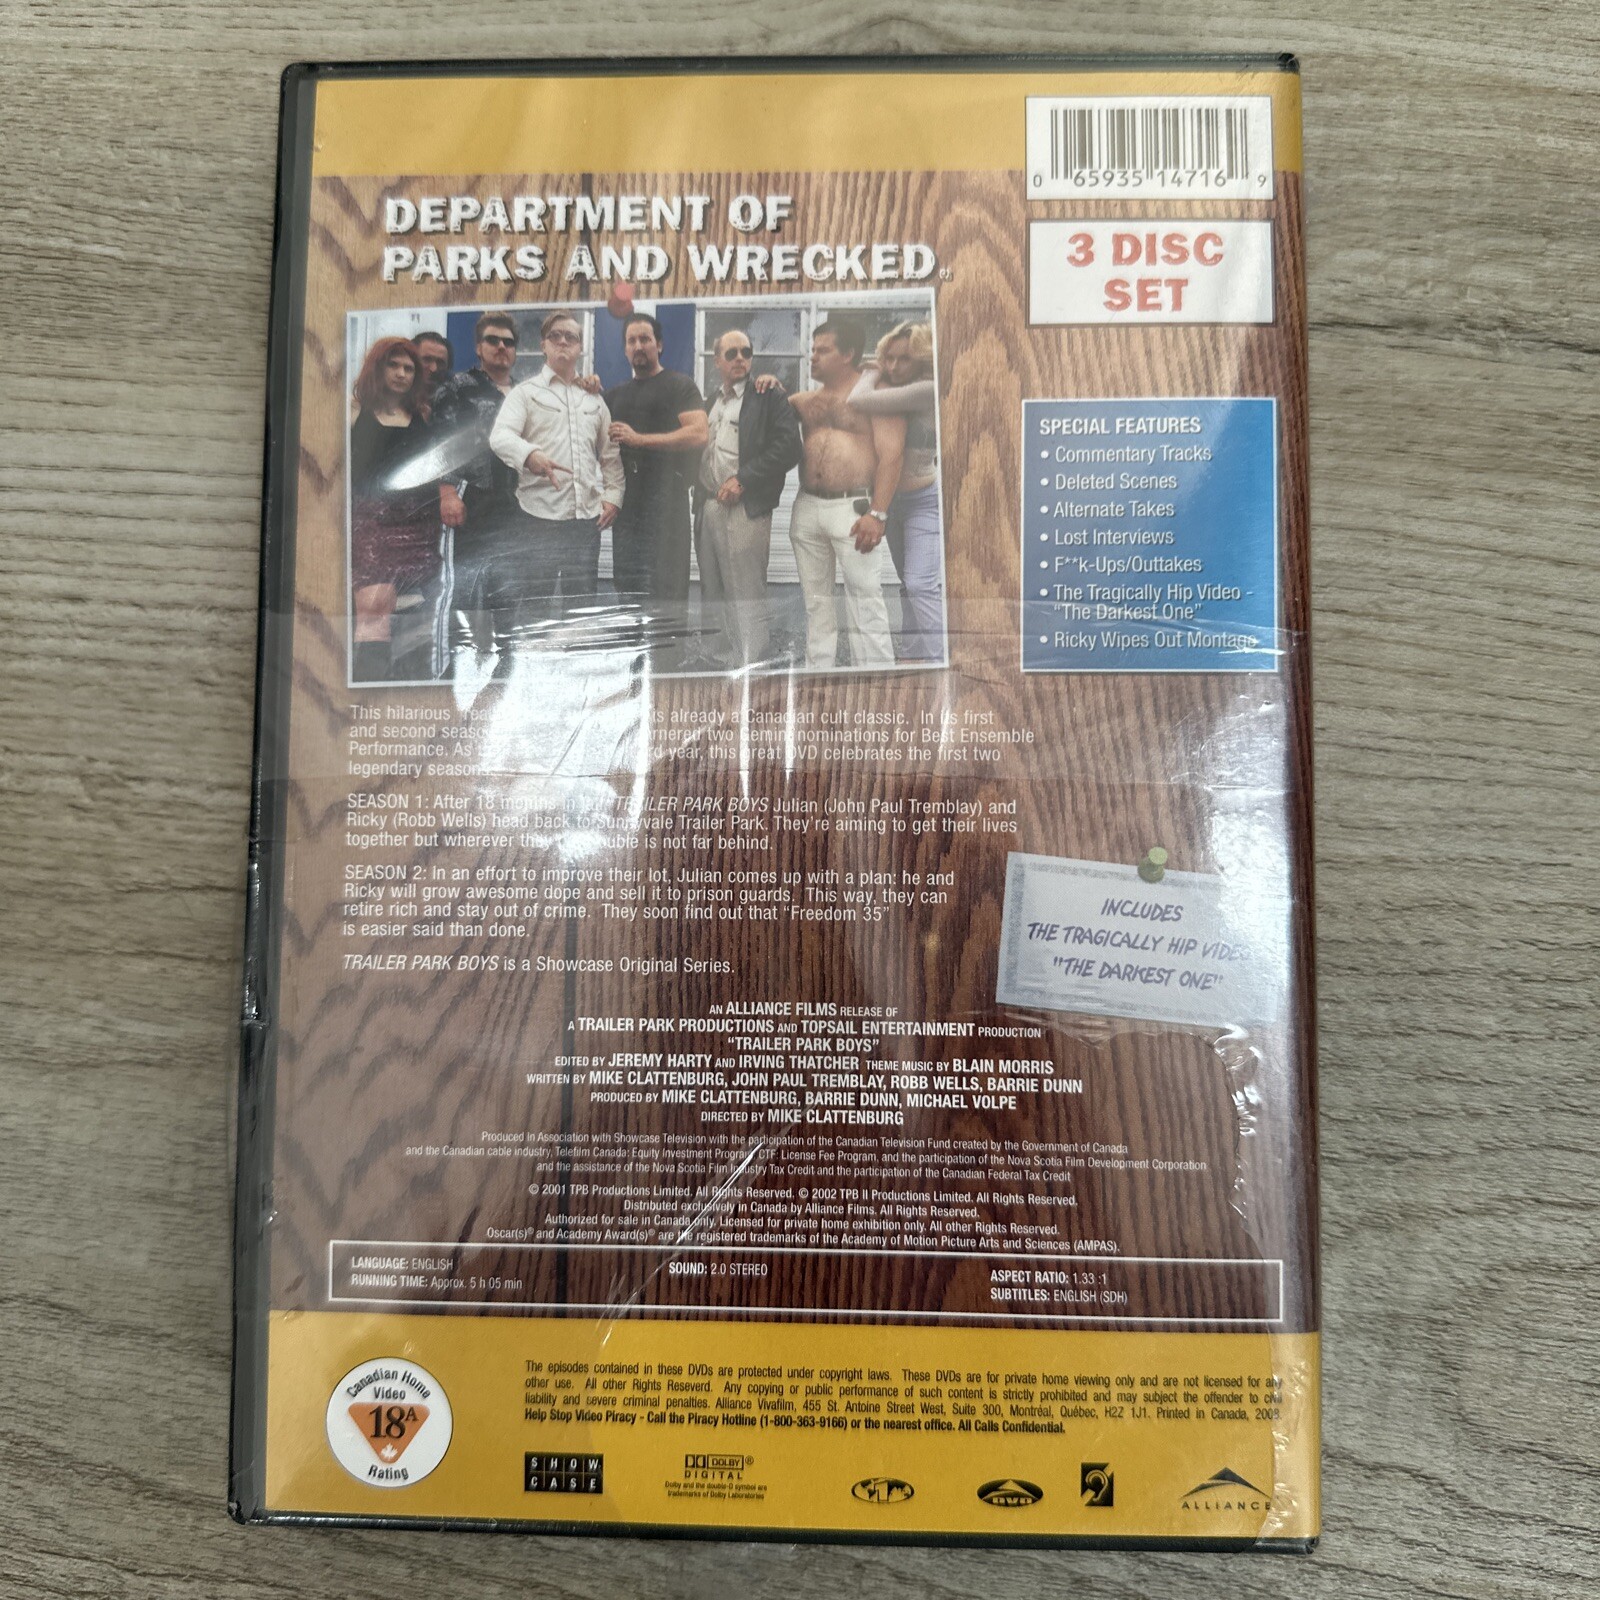 0 65935 14716 9
DEPARTMENT OF
PARKS AND WRECKED
3 DISC
SET
SPECIAL FEATURES
• Commentary Tracks
• Deleted Scenes
• Alternate Takes
• Lost Interviews
• F**k-Ups/Outtakes
• The Tragically Hip Video -
"The Darkest One"
• Ricky Wipes Out Montage
This hilarious is already a Canadian cult classic. In its first
and second two Gemini nominations for Best Ensemble
Performance. As year, this great DVD celebrates the first two
legendary
SEASON 1: After 18 months in TRAILER PARK BOYS Julian (John Paul Tremblay) and
Ricky (Robb Wells) head back to Sunnyvale Trailer Park. They're aiming to get their lives
together but wherever they is not far behind.
SEASON 2: In an effort to improve their lot, Julian comes up with a plan: he and
Ricky will grow awesome dope and sell it to prison guards. This way, they can
retire rich and stay out of crime. They soon find out that "Freedom 35"
is easier said than done.
TRAILER PARK BOYS is a Showcase Original Series.
INCLUDES
THE TRAGICALLY HIP VIDEO
"THE DARKEST ONE"
AN ALLIANCE FILMS RELEASE OF
A TRAILER PARK PRODUCTIONS AND TOPSAIL ENTERTAINMENT PRODUCTION
"TRAILER PARK BOYS"
EDITED BY JEREMY HARTY AND IRVING THATCHER THEME MUSIC BY BLAIN MORRIS
WRITTEN BY MIKE CLATTENBURG, JOHN PAUL TREMBLAY, ROBB WELLS, BARRIE DUNN
PRODUCED BY MIKE CLATTENBURG, BARRIE DUNN, MICHAEL VOLPE
DIRECTED BY MIKE CLATTENBURG
Produced In Association with Showcase Television with the participation of the Canadian Television Fund created by the Government of Canada
and the Canadian cable industry, Telefilm Canada: Equity Investment Program, CTF: License Fee Program, and the participation of the Nova Scotia Film Development Corporation
and the assistance of the Nova Scotia Film Industry Tax Credit and the participation of the Canadian Federal Tax Credit
© 2001 TPB Productions Limited. All Rights Reserved. © 2002 TPB II Productions Limited. All Rights Reserved.
Distributed exclusively in Canada by Alliance Films. All Rights Reserved.
Authorized for sale in Canada only. Licensed for private home exhibition only. All other Rights Reserved.
Oscar(s)® and Academy Award(s)® are the registered trademarks of the Academy of Motion Picture Arts and Sciences (AMPAS).
LANGUAGE: ENGLISH
RUNNING TIME: Approx. 5 h 05 min
SOUND: 2.0 STEREO
ASPECT RATIO: 1.33 :1
SUBTITLES: ENGLISH (SDH)
Canadian Home
Video
18A
Rating
The episodes contained in these DVDs are protected under copyright laws. These DVDs are for private home viewing only and are not licensed for any
other use. All other Rights Reseverd. Any copying or public performance of such content is strictly prohibited and may subject the offender to civil
liability and severe criminal penalties. Alliance Vivafilm, 455 St. Antoine Street West, Suite 300, Montréal, Québec, H2Z 1J1. Printed in Canada, 2008.
Help Stop Video Piracy - Call the Piracy Hotline (1-800-363-9166) or the nearest office. All Calls Confidential.
SHOW
CASE
DOLBY®
DIGITAL
Dolby and the double-D symbol are
trademarks of Dolby Laboratories
1
DVD
ALLIANCE